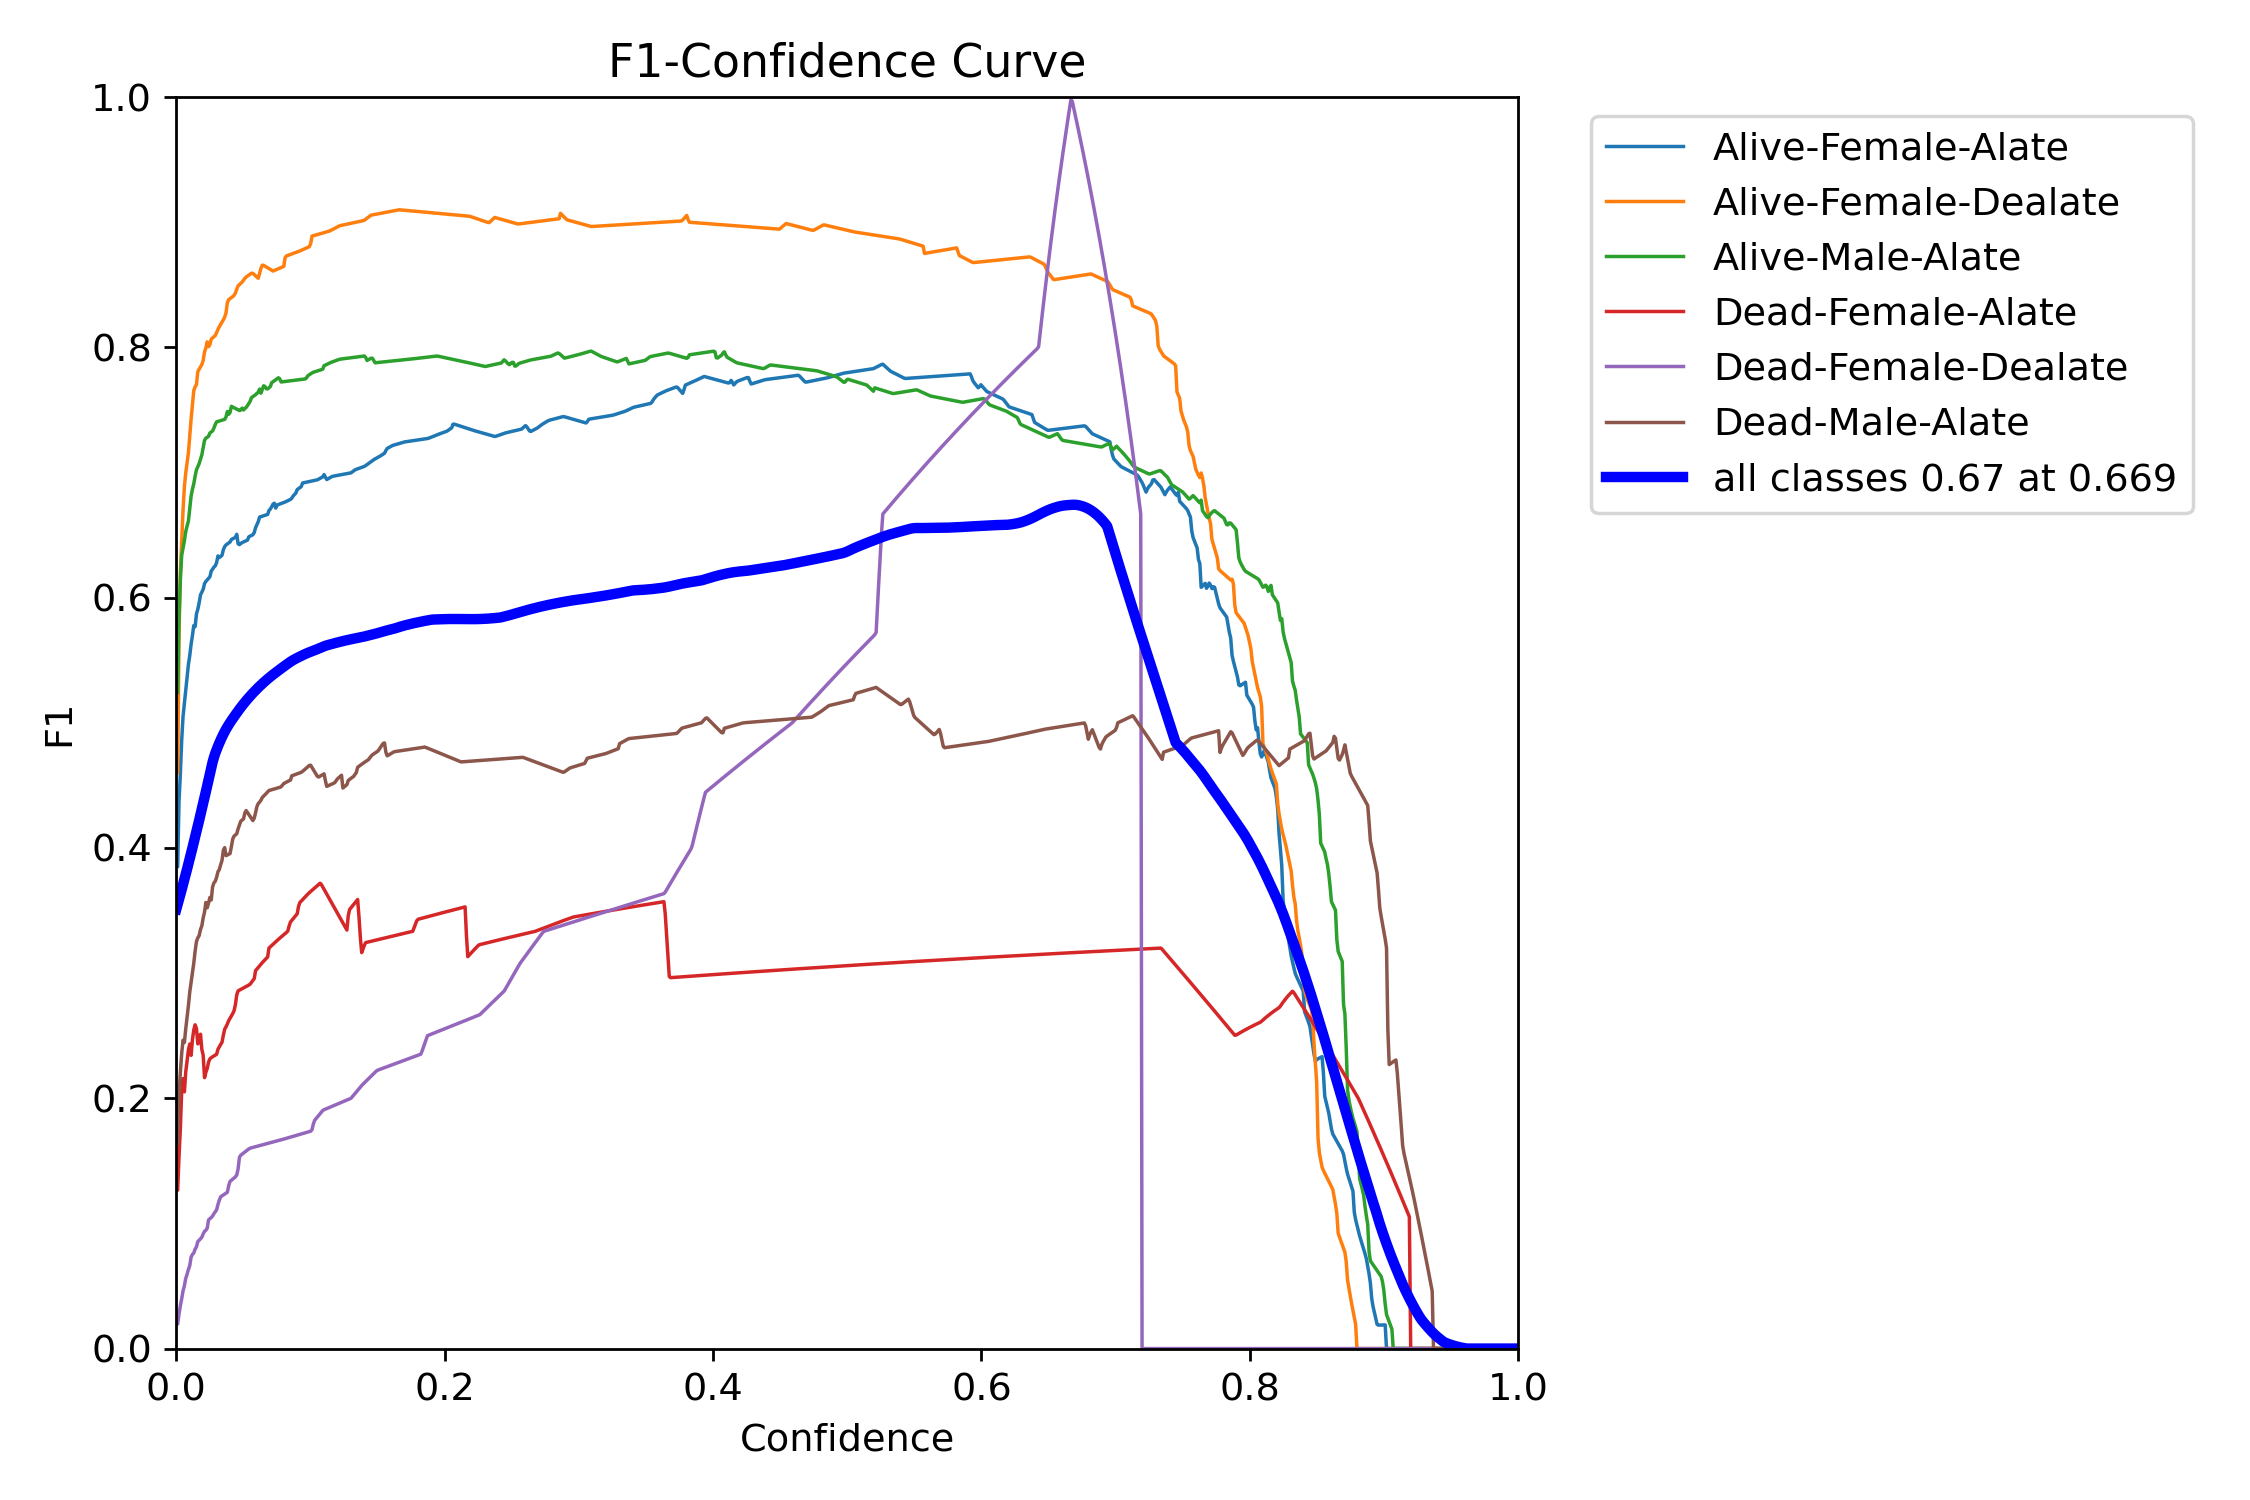 F1-Confidence Curve
1.0
0.8
0.6
0.4
0.2
0.0
F1
0.0 0.2 0.4 0.6 0.8 1.0
Confidence
Alive-Female-Alate
Alive-Female-Dealate
Alive-Male-Alate
Dead-Female-Alate
Dead-Female-Dealate
Dead-Male-Alate
all classes 0.67 at 0.669